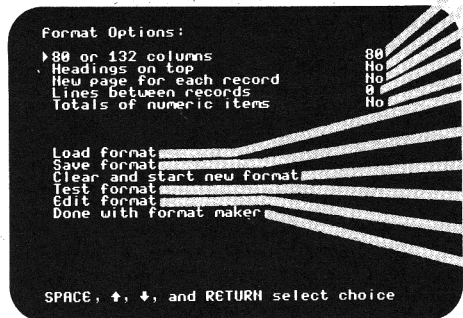 Format Options:
80 or 132 columns 80
Headings on top No
New page for each record No
Lines between records 0
Totals of numeric items No
Load format
Save format
Clear and start new format
Test format
Edit format
Done with format maker
SPACE, ↑, ↓, and RETURN select choice